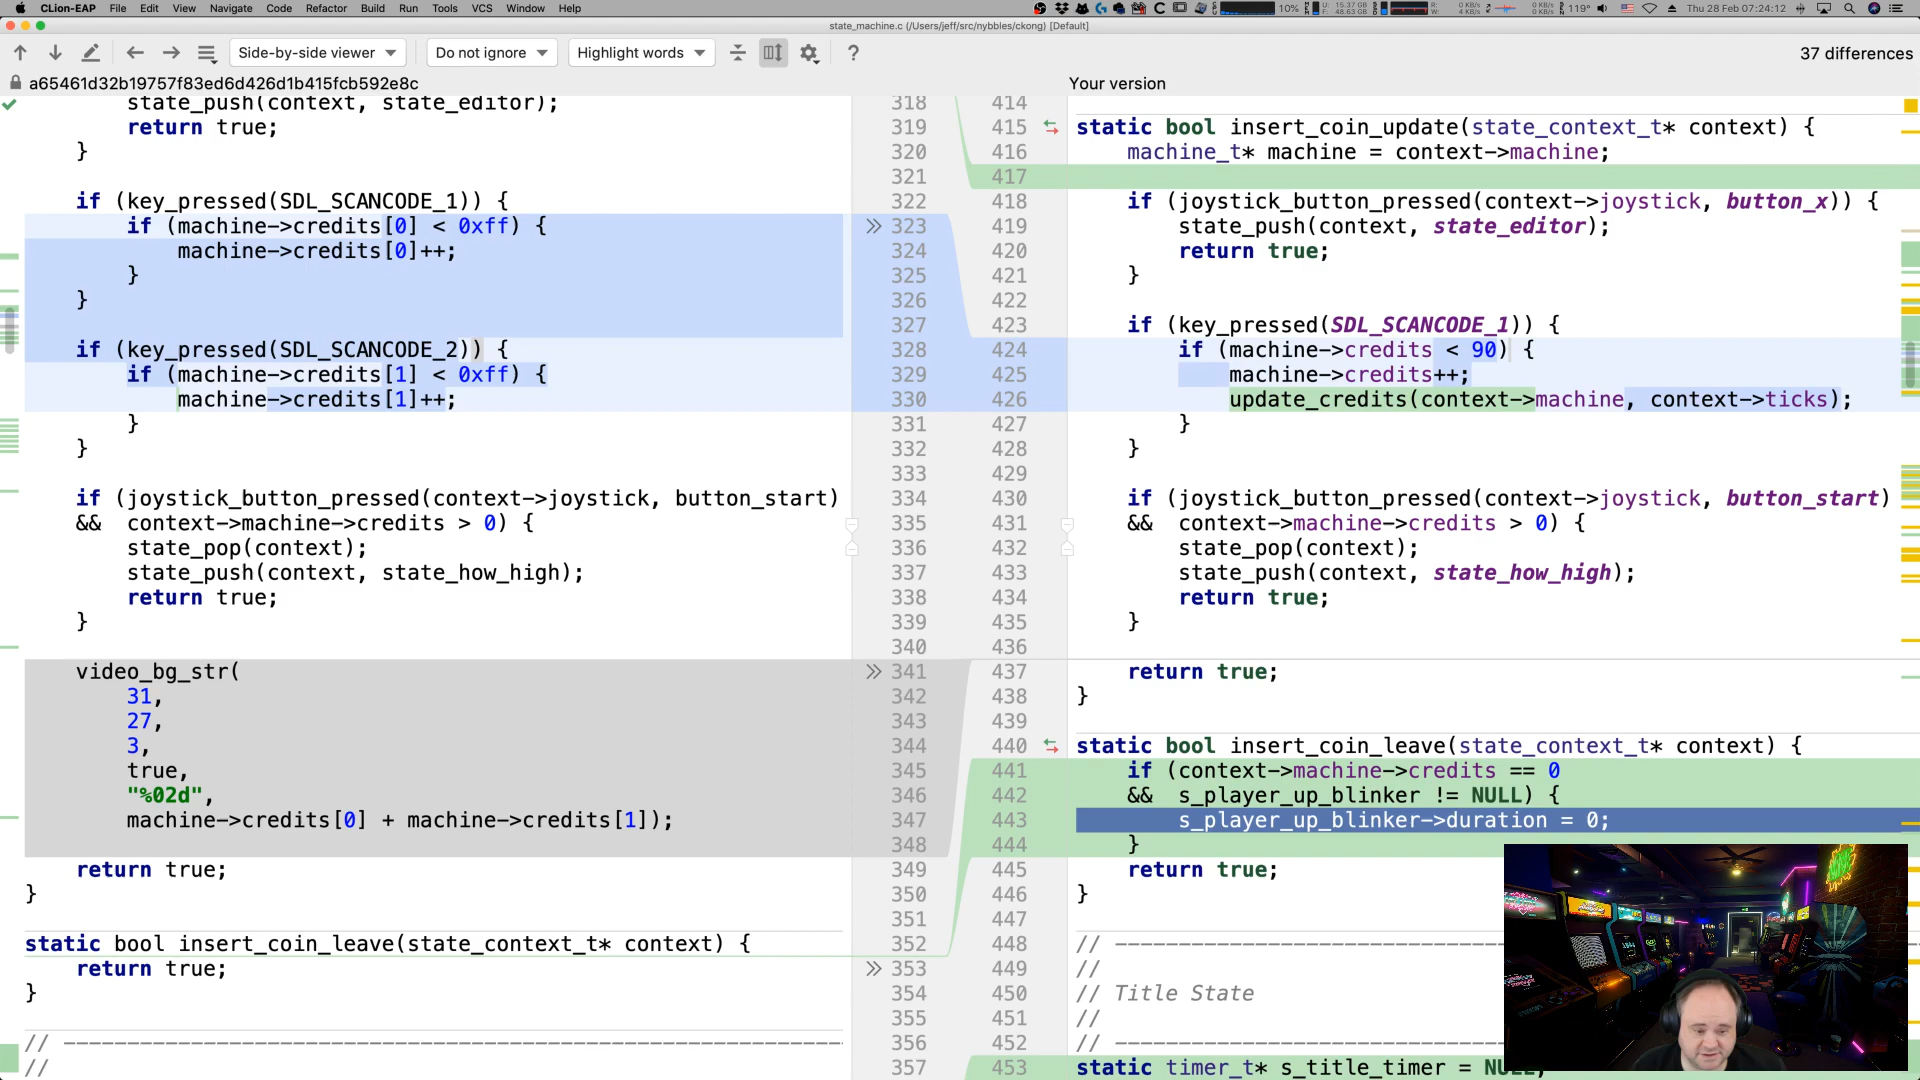 CLion-EAP File Edit View Navigate Code Refactor Build Run Tools VCS Window Help 10% 119° Thu 28 Feb 07:24:12
state_machine.c (/Users/jeff/src/nybbles/ckong) [Default]
Side-by-side viewer Do not ignore Highlight words ? 37 differences
a65461d32b19757f83ed6d426d1b415fcb592e8c Your version
state_push(context, state_editor); 318 414
return true; 319 415 static bool insert_coin_update(state_context_t* context) {
} 320 416 machine_t* machine = context->machine;
321 417
if (key_pressed(SDL_SCANCODE_1)) { 322 418 if (joystick_button_pressed(context->joystick, button_x)) {
if (machine->credits[0] < 0xff) { 323 419 state_push(context, state_editor);
machine->credits[0]++; 324 420 return true;
} 325 421 }
} 326 422
327 423 if (key_pressed(SDL_SCANCODE_1)) {
if (key_pressed(SDL_SCANCODE_2)) { 328 424 if (machine->credits < 90) {
if (machine->credits[1] < 0xff) { 329 425 machine->credits++;
machine->credits[1]++; 330 426 update_credits(context->machine, context->ticks);
} 331 427 }
} 332 428 }
333 429
if (joystick_button_pressed(context->joystick, button_start) 334 430 if (joystick_button_pressed(context->joystick, button_start)
&& context->machine->credits > 0) { 335 431 && context->machine->credits > 0) {
state_pop(context); 336 432 state_pop(context);
state_push(context, state_how_high); 337 433 state_push(context, state_how_high);
return true; 338 434 return true;
} 339 435 }
340 436
video_bg_str( 341 437 return true;
31, 342 438 }
27, 343 439
3, 344 440 static bool insert_coin_leave(state_context_t* context) {
true, 345 441 if (context->machine->credits == 0
"%02d", 346 442 && s_player_up_blinker != NULL) {
machine->credits[0] + machine->credits[1]); 347 443 s_player_up_blinker->duration = 0;
348 444 }
return true; 349 445 return true;
} 350 446 }
351 447
static bool insert_coin_leave(state_context_t* context) { 352 448 // ------------------------------
return true; 353 449 //
} 354 450 // Title State
355 451 //
// ------------------------------------------------------------- 356 452 // ------------------------------
// 357 453 static timer_t* s_title_timer = NULL;